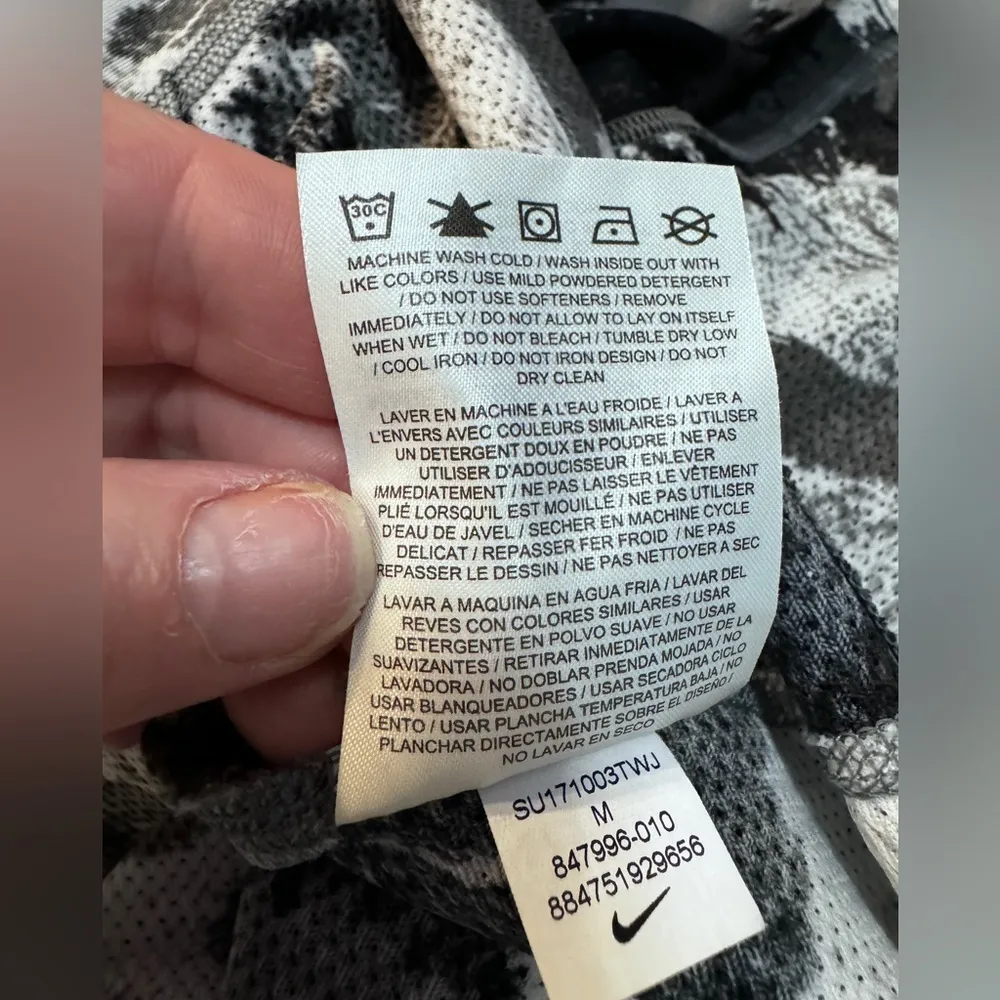 30C
MACHINE WASH COLD / WASH INSIDE OUT WITH
LIKE COLORS / USE MILD POWDERED DETERGENT
/ DO NOT USE SOFTENERS / REMOVE
IMMEDIATELY / DO NOT ALLOW TO LAY ON ITSELF
WHEN WET / DO NOT BLEACH / TUMBLE DRY LOW
/ COOL IRON / DO NOT IRON DESIGN / DO NOT
DRY CLEAN
LAVER EN MACHINE A L'EAU FROIDE / LAVER A
L'ENVERS AVEC COULEURS SIMILAIRES / UTILISER
UN DETERGENT DOUX EN POUDRE / NE PAS
UTILISER D'ADOUCISSEUR / ENLEVER
IMMEDIATEMENT / NE PAS LAISSER LE VÊTEMENT
PLIÉ LORSQU'IL EST MOUILLÉ / NE PAS UTILISER
D'EAU DE JAVEL / SECHER EN MACHINE CYCLE
DELICAT / REPASSER FER FROID / NE PAS
REPASSER LE DESSIN / NE PAS NETTOYER A SEC
LAVAR A MAQUINA EN AGUA FRIA / LAVAR DEL
REVES CON COLORES SIMILARES / USAR
DETERGENTE EN POLVO SUAVE / NO USAR
SUAVIZANTES / RETIRAR INMEDIATAMENTE DE LA
LAVADORA / NO DOBLAR PRENDA MOJADA / NO
USAR BLANQUEADORES / USAR SECADORA CICLO
LENTO / USAR PLANCHA TEMPERATURA BAJA / NO
PLANCHAR DIRECTAMENTE SOBRE EL DISEÑO /
NO LAVAR EN SECO
SU171003TWJ
M
847996-010
884751929656